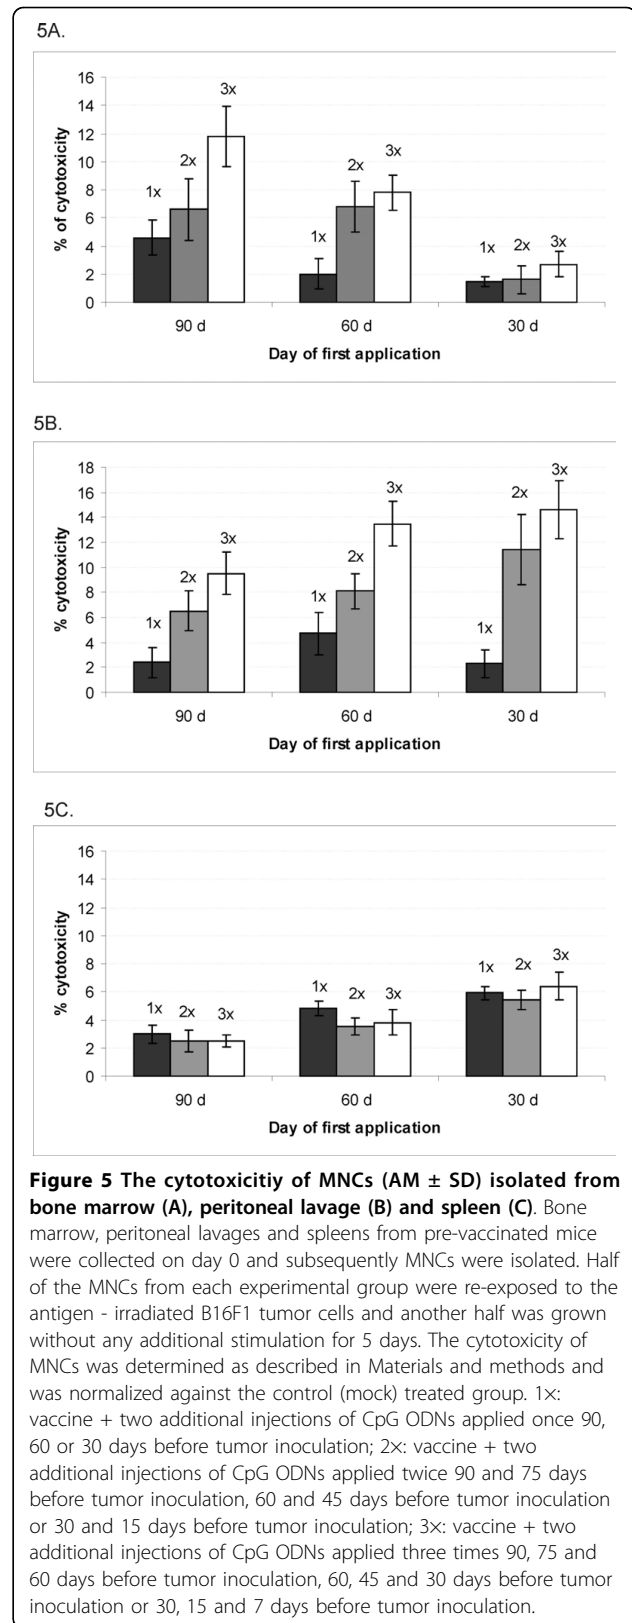 5A.
16
14
12
10
8
6
4
2
0
% of cytotoxicity
1x
2x
3x
1x
2x
3x
1x
2x
3x
90 d
60 d
30 d
Day of first application
5B.
18
16
14
12
10
8
6
4
2
0
% cytotoxicity
1x
2x
3x
1x
2x
3x
1x
2x
3x
90 d
60 d
30 d
Day of first application
5C.
16
14
12
10
8
6
4
2
0
% cytotoxicity
1x
2x
3x
1x
2x
3x
1x
2x
3x
90 d
60 d
30 d
Day of first application
Figure 5 The cytotoxicitiy of MNCs (AM ± SD) isolated from
bone marrow (A), peritoneal lavage (B) and spleen (C). Bone
marrow, peritoneal lavages and spleens from pre-vaccinated mice
were collected on day 0 and subsequently MNCs were isolated. Half
of the MNCs from each experimental group were re-exposed to the
antigen - irradiated B16F1 tumor cells and another half was grown
without any additional stimulation for 5 days. The cytotoxicity of
MNCs was determined as described in Materials and methods and
was normalized against the control (mock) treated group. 1×:
vaccine + two additional injections of CpG ODNs applied once 90,
60 or 30 days before tumor inoculation; 2×: vaccine + two
additional injections of CpG ODNs applied twice 90 and 75 days
before tumor inoculation, 60 and 45 days before tumor inoculation
or 30 and 15 days before tumor inoculation; 3×: vaccine + two
additional injections of CpG ODNs applied three times 90, 75 and
60 days before tumor inoculation, 60, 45 and 30 days before tumor
inoculation or 30, 15 and 7 days before tumor inoculation.